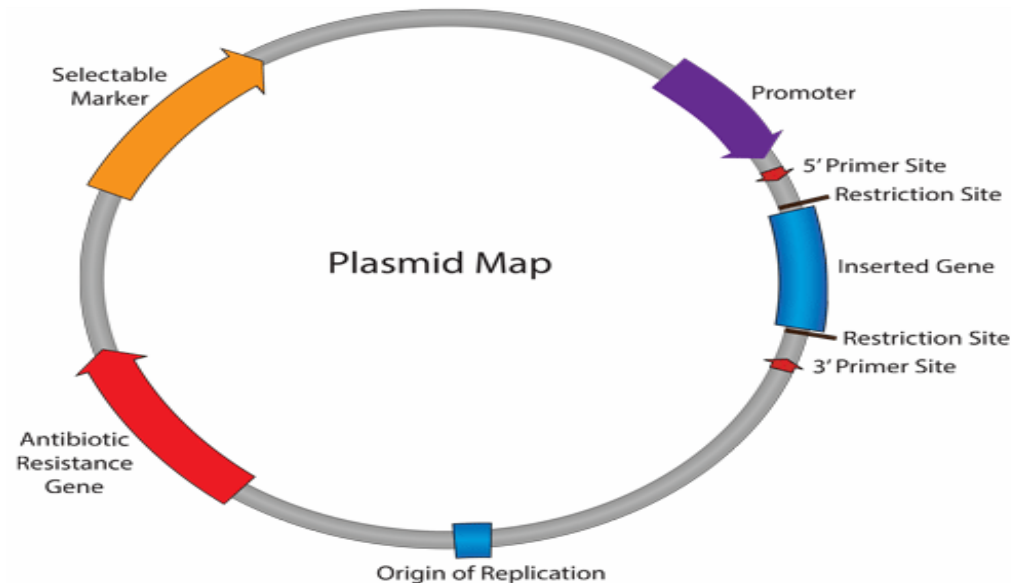 Selectable
Marker
Promoter
5’ Primer Site
Restriction Site
Plasmid Map
Inserted Gene
Restriction Site
3’ Primer Site
Antibiotic
Resistance
Gene
Origin of Replication